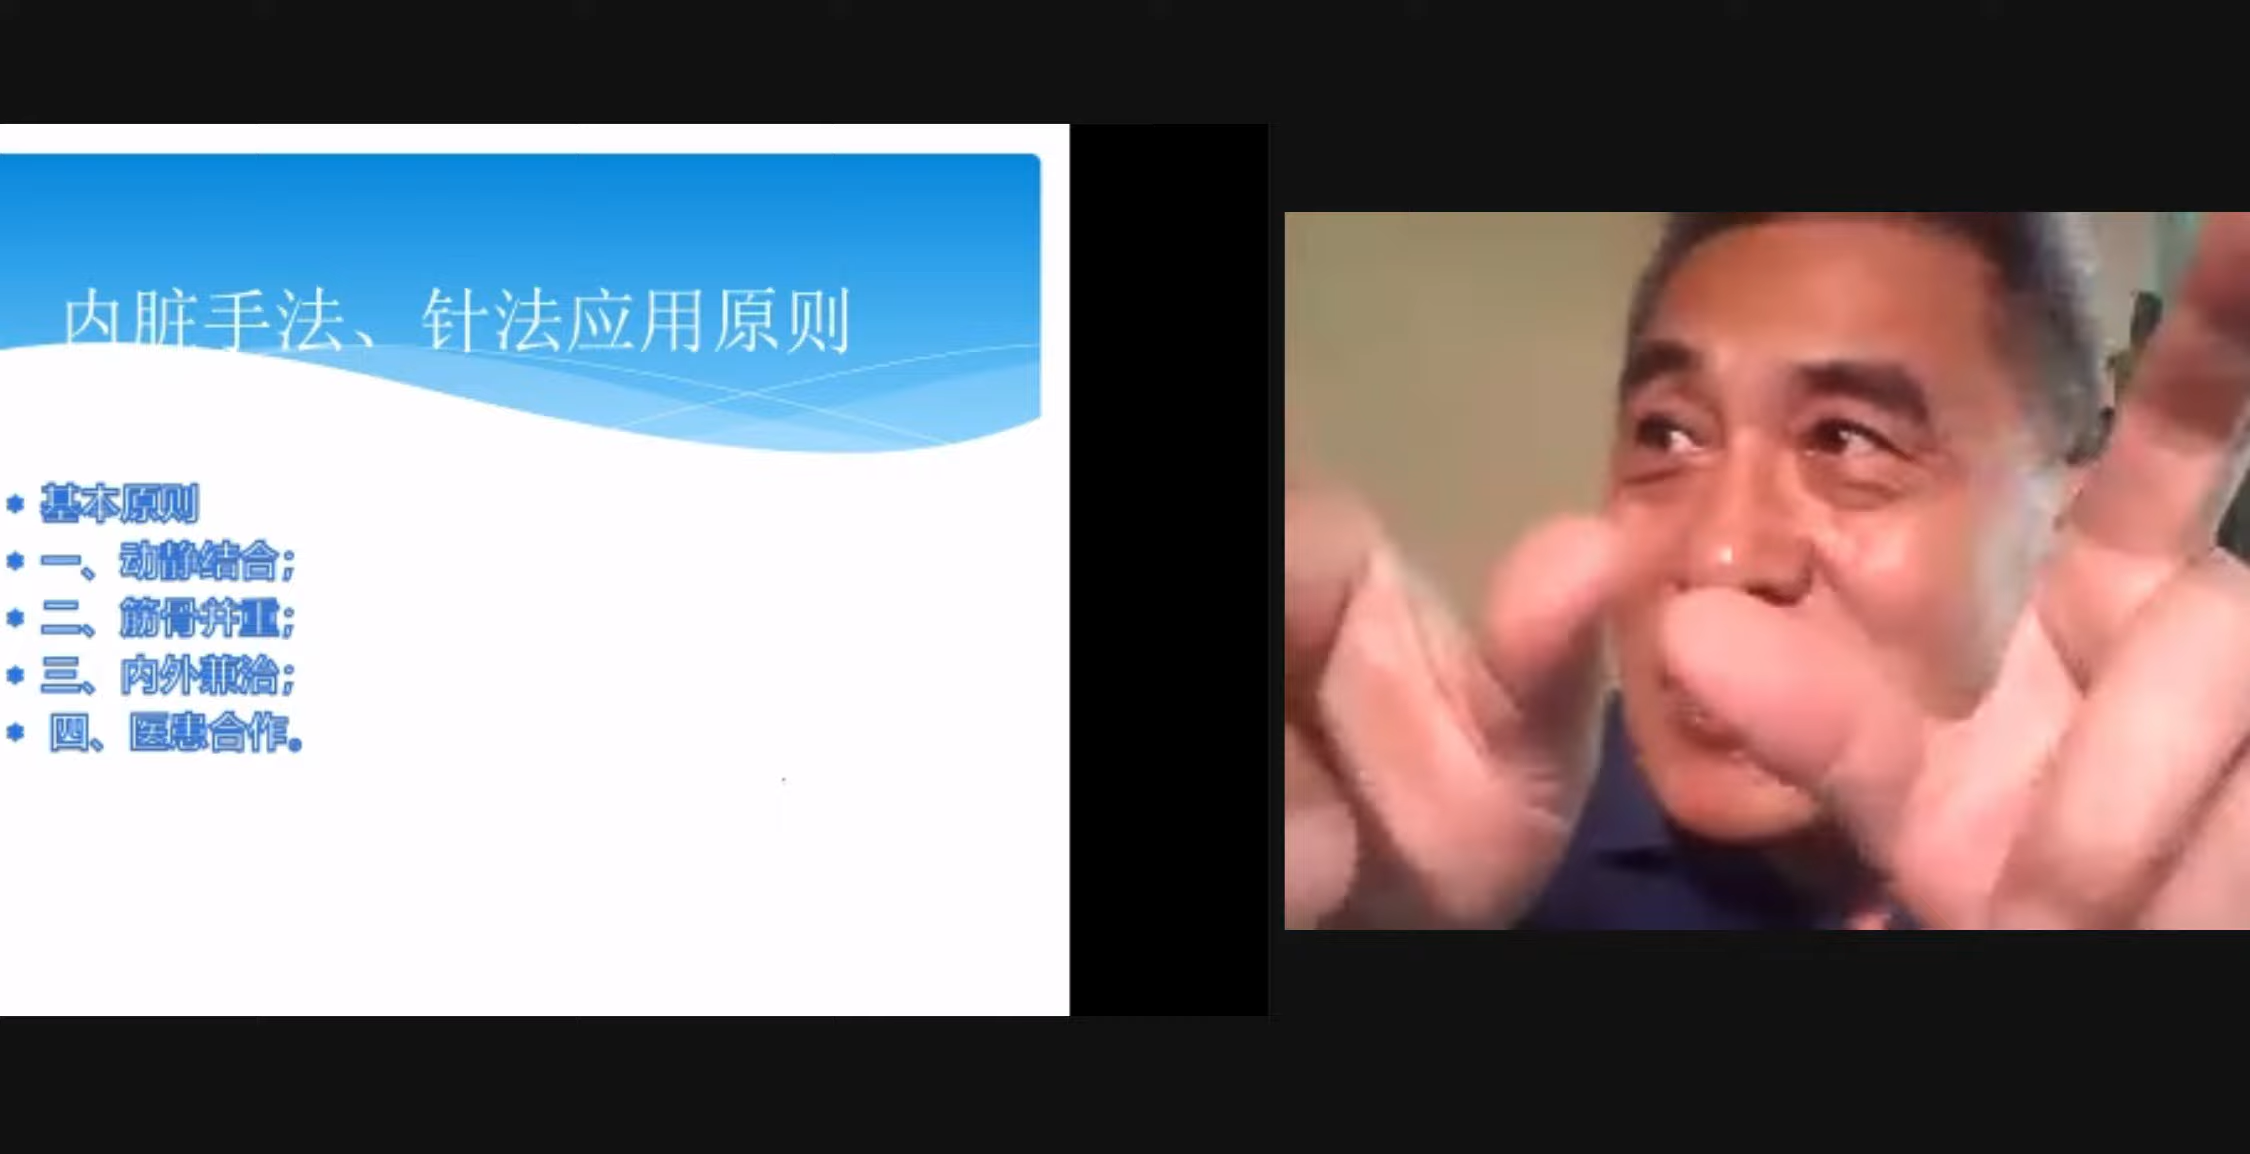 内脏手法、针法应用原则
* 基本原则
* 一、动静结合；
* 二、筋骨并重；
* 三、内外兼治；
* 四、医患合作。